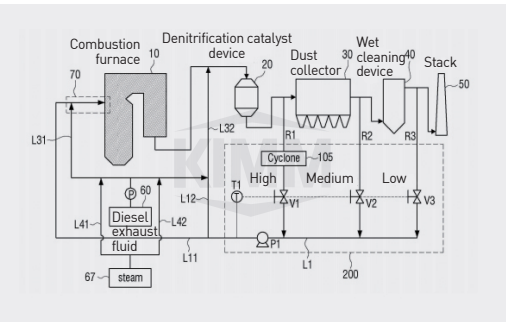 Combustion
furnace
10
Denitrification catalyst
device
20
Dust
collector
30
Wet
cleaning
device
40
Stack
50
70
L31
L32
R1
R2
R3
Cyclone
105
KIMM
High
Medium
Low
T1
V1
V2
V3
P
60
Diesel
exhaust
fluid
L41
L42
L12
L11
P1
L1
67
steam
200